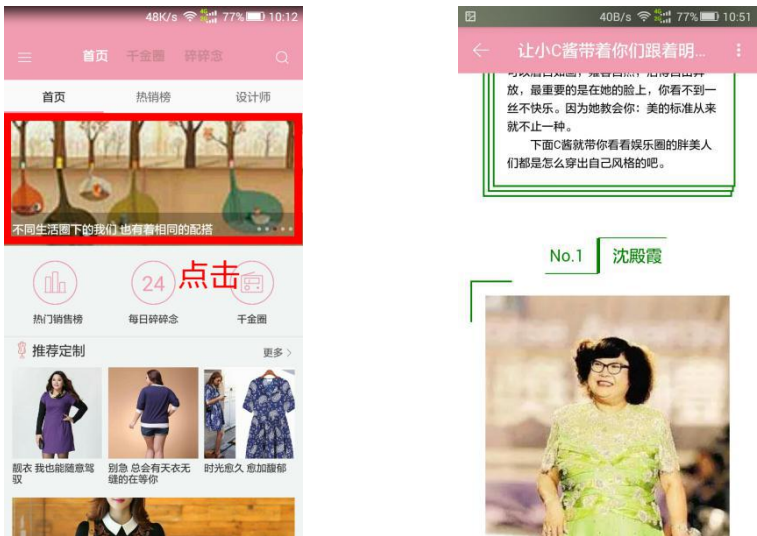 48K/s 4G 77% 10:12
首页 千金圈 碎碎念
首页 热销榜 设计师
不同生活圈下的我们 也有着相同的配搭
点击
24
热门销售榜 每日碎碎念 千金圈
推荐定制 更多 >
靓衣 我也能随意驾
驭
别急 总会有天衣无
缝的在等你
时光愈久 愈加馥郁
40B/s 4G 77% 10:51
让小C酱带着你们跟着明...
放，最重要的是在她的脸上，你看不到一
丝不快乐。因为她教会你：美的标准从来
就不止一种。
下面C酱就带你看看娱乐圈的胖美人
们都是怎么穿出自己风格的吧。
No.1 沈殿霞